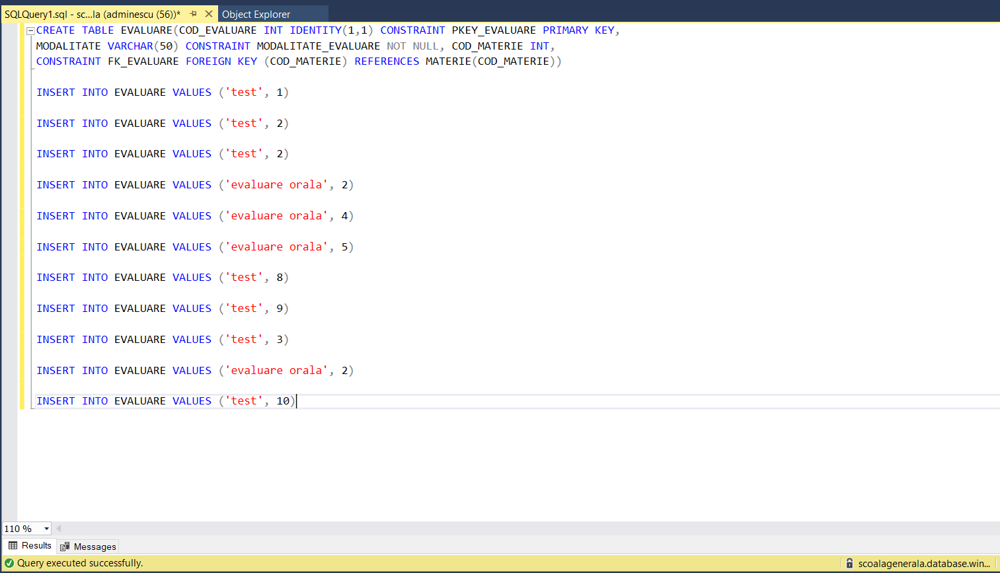 SQLQuery1.sql - sc...la (adminescu (56))* Object Explorer
CREATE TABLE EVALUARE(COD_EVALUARE INT IDENTITY(1,1) CONSTRAINT PKEY_EVALUARE PRIMARY KEY,
MODALITATE VARCHAR(50) CONSTRAINT MODALITATE_EVALUARE NOT NULL, COD_MATERIE INT,
CONSTRAINT FK_EVALUARE FOREIGN KEY (COD_MATERIE) REFERENCES MATERIE(COD_MATERIE))
INSERT INTO EVALUARE VALUES ('test', 1)
INSERT INTO EVALUARE VALUES ('test', 2)
INSERT INTO EVALUARE VALUES ('test', 2)
INSERT INTO EVALUARE VALUES ('evaluare orala', 2)
INSERT INTO EVALUARE VALUES ('evaluare orala', 4)
INSERT INTO EVALUARE VALUES ('evaluare orala', 5)
INSERT INTO EVALUARE VALUES ('test', 8)
INSERT INTO EVALUARE VALUES ('test', 9)
INSERT INTO EVALUARE VALUES ('test', 3)
INSERT INTO EVALUARE VALUES ('evaluare orala', 2)
INSERT INTO EVALUARE VALUES ('test', 10)
110 %
Results Messages
Query executed successfully. scoalagenerala.database.win...